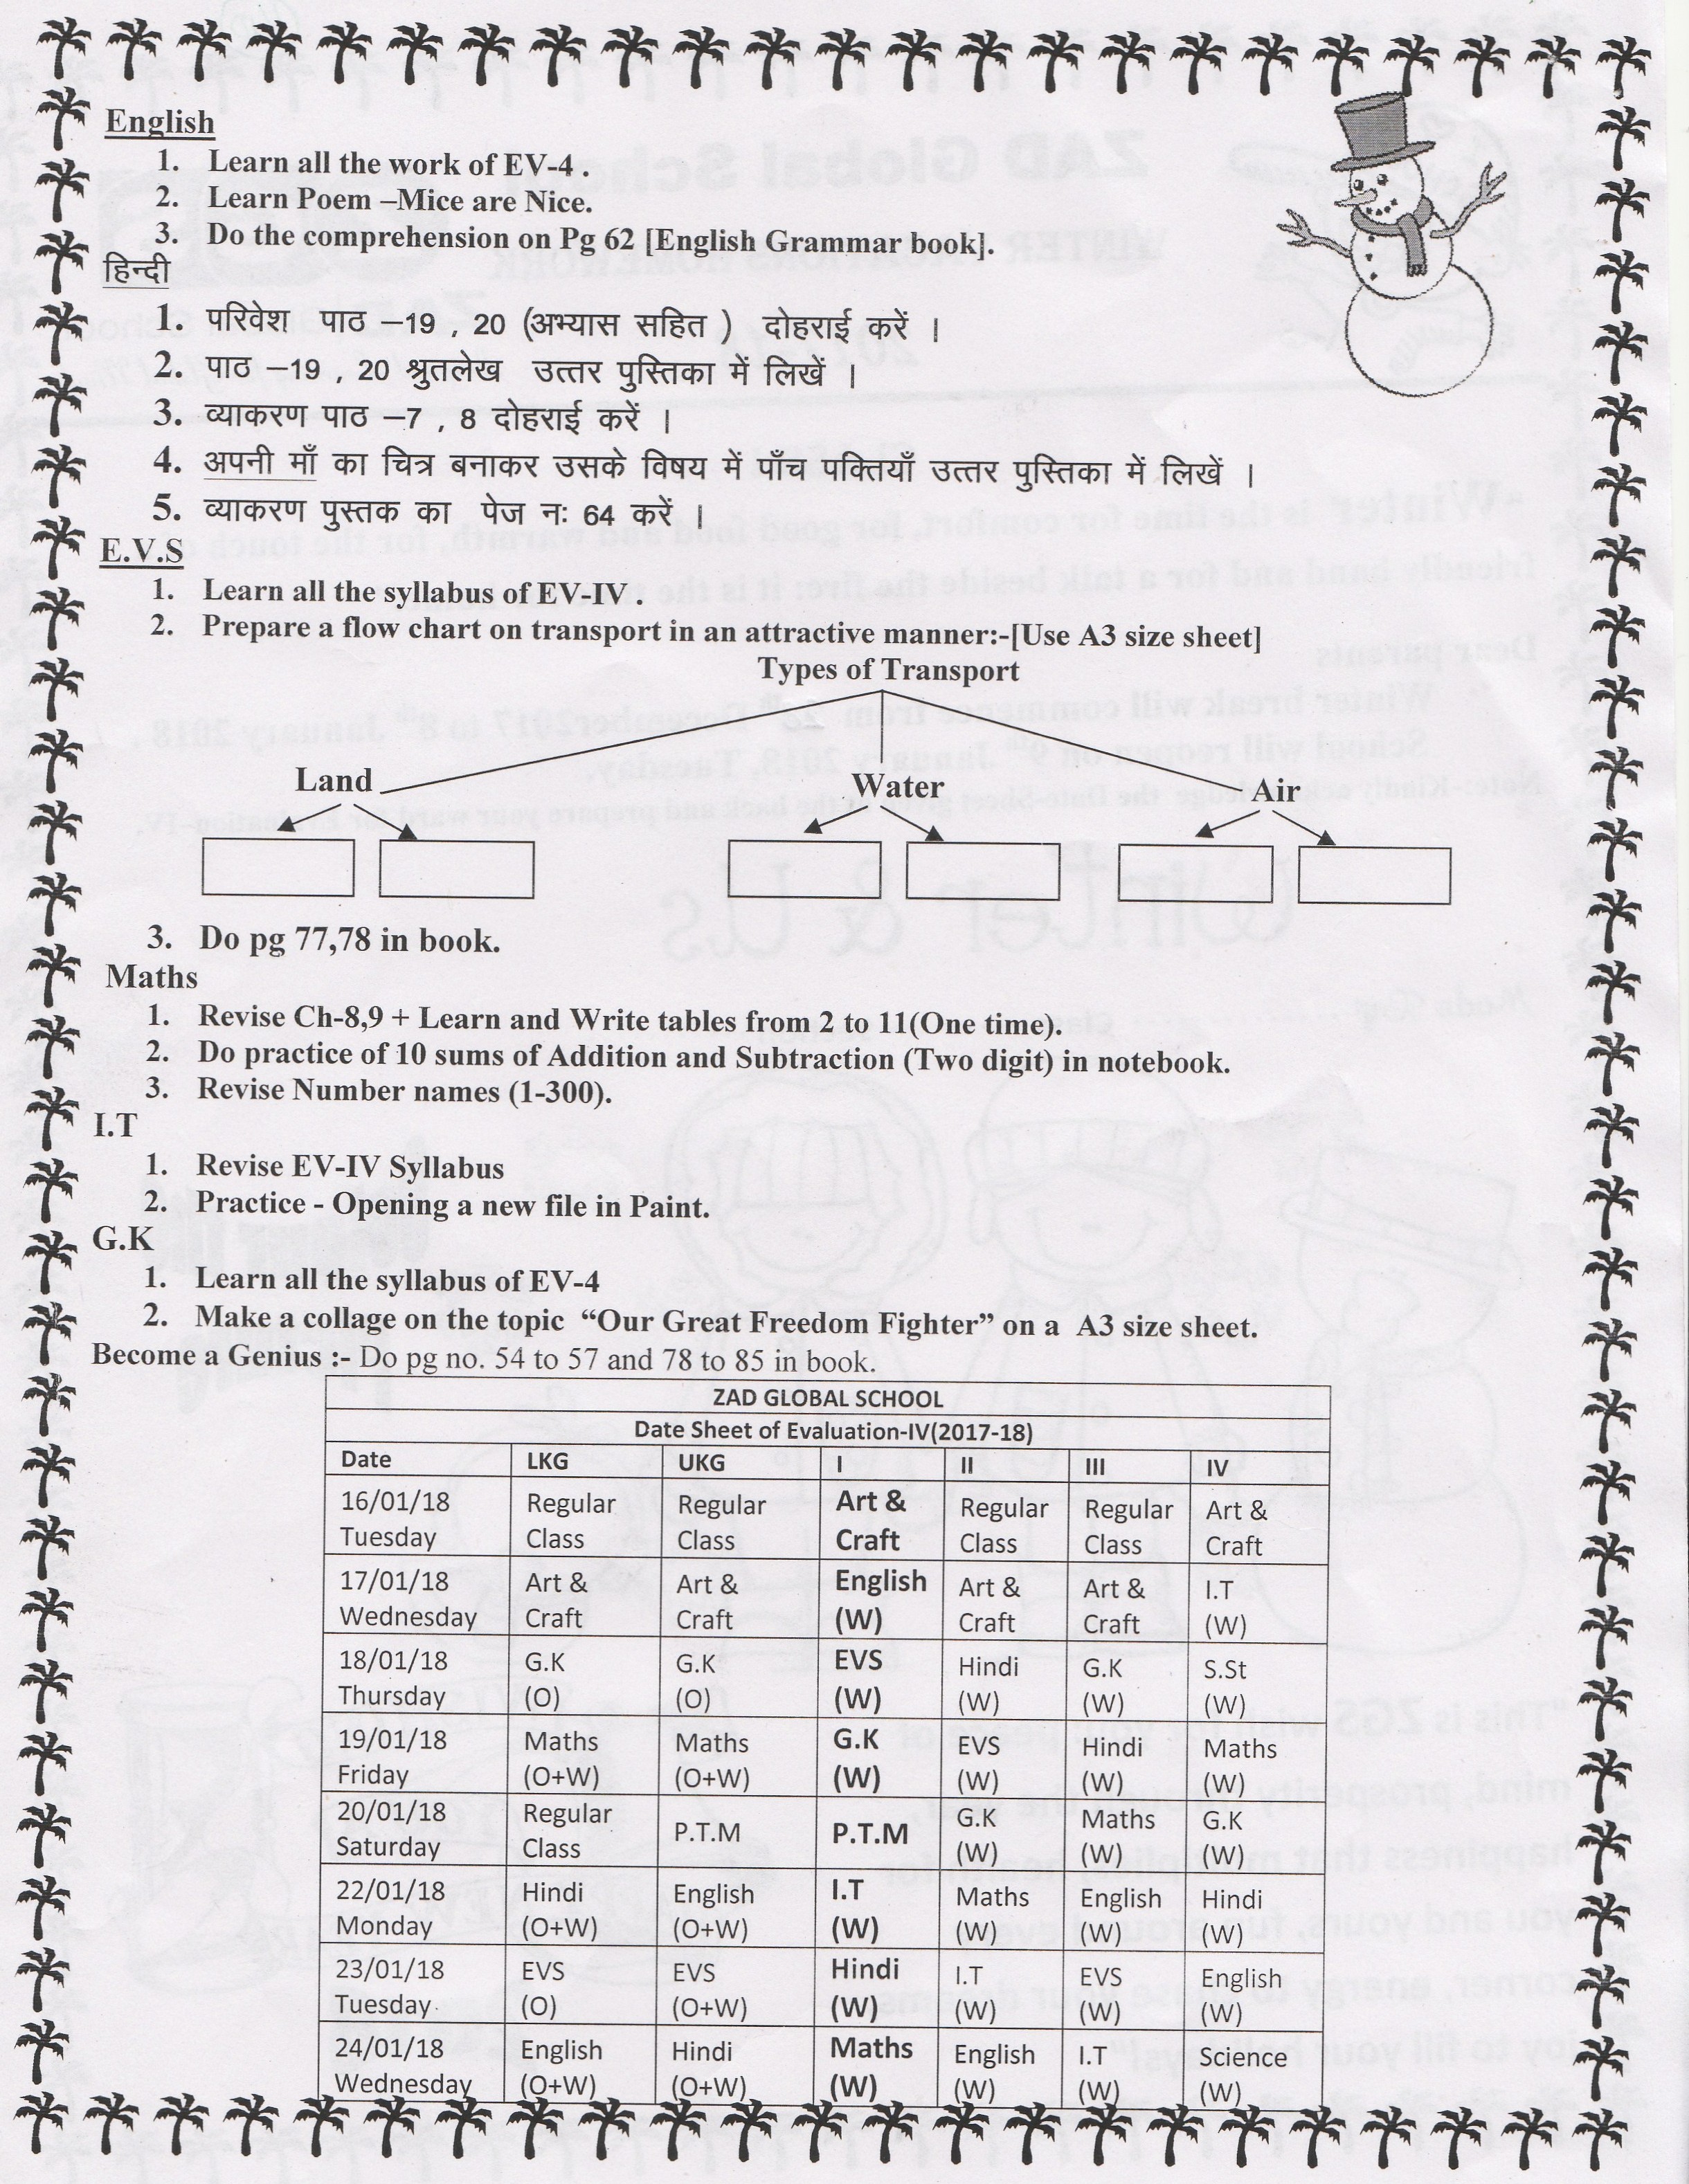 English
1. Learn all the work of EV-4 .
2. Learn Poem –Mice are Nice.
3. Do the comprehension on Pg 62 [English Grammar book].
हिन्दी
1. परिवेश पाठ –19 , 20 (अभ्यास सहित ) दोहराई करें ।
2. पाठ –19 , 20 श्रुतलेख उत्तर पुस्तिका में लिखें ।
3. व्याकरण पाठ –7 , 8 दोहराई करें ।
4. अपनी माँ का चित्र बनाकर उसके विषय में पाँच पक्तियाँ उत्तर पुस्तिका में लिखें ।
5. व्याकरण पुस्तक का पेज नः 64 करें ।
E.V.S
1. Learn all the syllabus of EV-IV .
2. Prepare a flow chart on transport in an attractive manner:-[Use A3 size sheet]
Types of Transport
Land Water Air
3. Do pg 77,78 in book.
Maths
1. Revise Ch-8,9 + Learn and Write tables from 2 to 11(One time).
2. Do practice of 10 sums of Addition and Subtraction (Two digit) in notebook.
3. Revise Number names (1-300).
I.T
1. Revise EV-IV Syllabus
2. Practice - Opening a new file in Paint.
G.K
1. Learn all the syllabus of EV-4
2. Make a collage on the topic “Our Great Freedom Fighter” on a A3 size sheet.
Become a Genius :- Do pg no. 54 to 57 and 78 to 85 in book.
ZAD GLOBAL SCHOOL
Date Sheet of Evaluation-IV(2017-18)
Date LKG UKG I II III IV
16/01/18 Regular Regular Art & Regular Regular Art &
Tuesday Class Class Craft Class Class Craft
17/01/18 Art & Art & English Art & Art & I.T
Wednesday Craft Craft (W) Craft Craft (W)
18/01/18 G.K G.K EVS Hindi G.K S.St
Thursday (O) (O) (W) (W) (W) (W)
19/01/18 Maths Maths G.K EVS Hindi Maths
Friday (O+W) (O+W) (W) (W) (W) (W)
20/01/18 Regular P.T.M P.T.M G.K Maths G.K
Saturday Class (W) (W) (W)
22/01/18 Hindi English I.T Maths English Hindi
Monday (O+W) (O+W) (W) (W) (W) (W)
23/01/18 EVS EVS Hindi I.T EVS English
Tuesday (O) (O+W) (W) (W) (W) (W)
24/01/18 English Hindi Maths English I.T Science
Wednesday (O+W) (O+W) (W) (W) (W) (W)